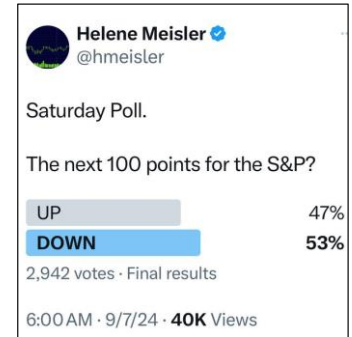 Helene Meisler
@hmeisler
Saturday Poll.
The next 100 points for the S&P?
UP 47%
DOWN 53%
2,942 votes · Final results
6:00 AM · 9/7/24 · 40K Views